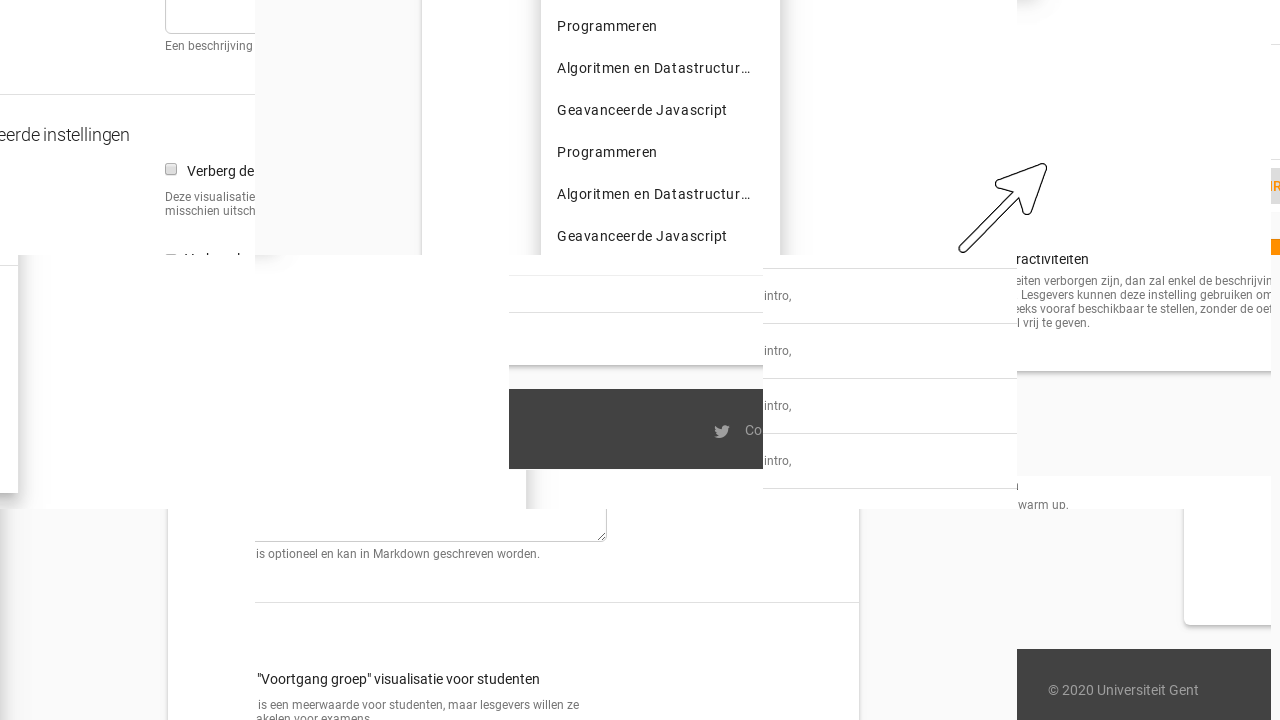 Een beschrijving
eerde instellingen
Verberg de
Deze visualisatie
misschien uitsch
Programmeren
Algoritmen en Datastructur…
Geavanceerde Javascript
Programmeren
Algoritmen en Datastructur…
Geavanceerde Javascript
ractiviteiten
eiten verborgen zijn, dan zal enkel de beschrijvin
Lesgevers kunnen deze instelling gebruiken om
eeks vooraf beschikbaar te stellen, zonder de oef
l vrij te geven.
intro,
intro,
intro,
intro,
Co
warm up.
is optioneel en kan in Markdown geschreven worden.
"Voortgang groep" visualisatie voor studenten
is een meerwaarde voor studenten, maar lesgevers willen ze
akelen voor examens.
© 2020 Universiteit Gent